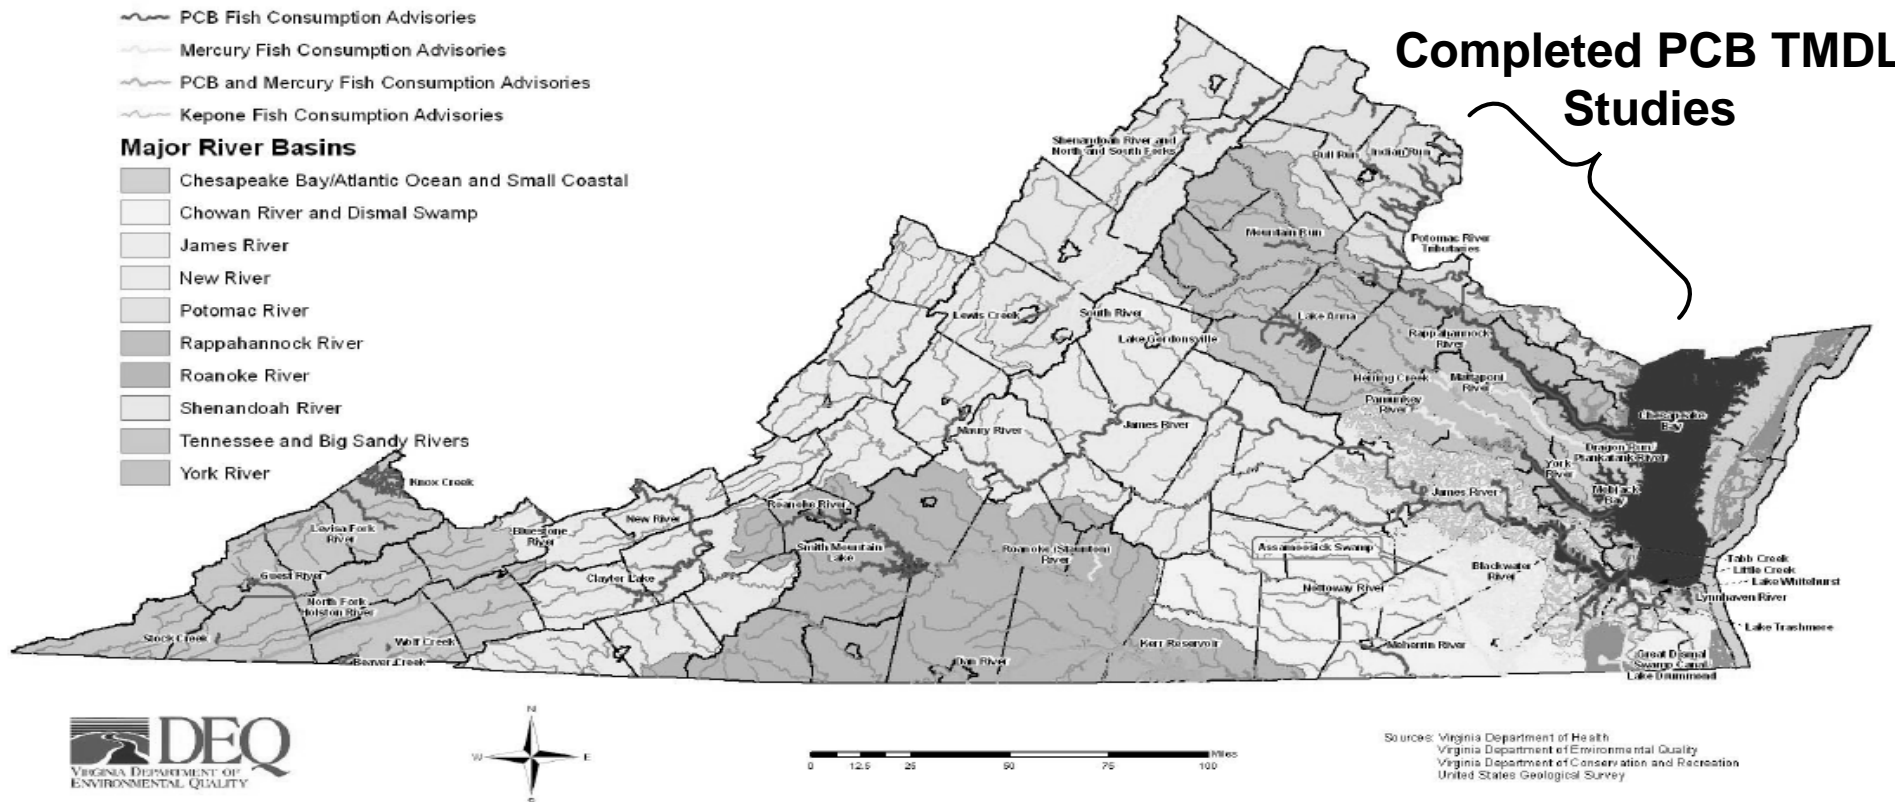 PCB Fish Consumption Advisories
Mercury Fish Consumption Advisories
PCB and Mercury Fish Consumption Advisories
Kepone Fish Consumption Advisories
Major River Basins
Chesapeake Bay/Atlantic Ocean and Small Coastal
Chowan River and Dismal Swamp
James River
New River
Potomac River
Rappahannock River
Roanoke River
Shenandoah River
Tennessee and Big Sandy Rivers
York River
Completed PCB TMDL
Studies
Shenandoah River and
North and South Forks
Bull Run
Indian Run
Mountain Run
Potomac River
Tributaries
Lewis Creek
South River
Lake Gordonsville
Lake Anna
Rappahannock
River
Herring Creek
Mattaponi
River
Pamunkey
River
Chesapeake
Bay
Maury River
James River
Dragon Run/
Piankatank River
York
River
Mobjack
Bay
Knox Creek
Levisa Fork
River
Bluestone
River
New River
Roanoke River
James River
Smith Mountain
Lake
Roanoke (Staunton)
River
Assamoosick Swamp
Blackwater
River
Tabb Creek
Little Creek
Lake Whitehurst
Lynnhaven River
Lake Trashmore
Guest River
Claytor Lake
North Fork
Holston River
Nottoway River
Stock Creek
Wolf Creek
Beaver Creek
Dan River
Kerr Reservoir
Meherrin River
Great Dismal
Swamp Canal
Lake Drummond
DEQ
VIRGINIA DEPARTMENT OF
ENVIRONMENTAL QUALITY
N
W E
S
0 12.5 25 50 75 100 Miles
Sources: Virginia Department of Health
Virginia Department of Environmental Quality
Virginia Department of Conservation and Recreation
United States Geological Survey